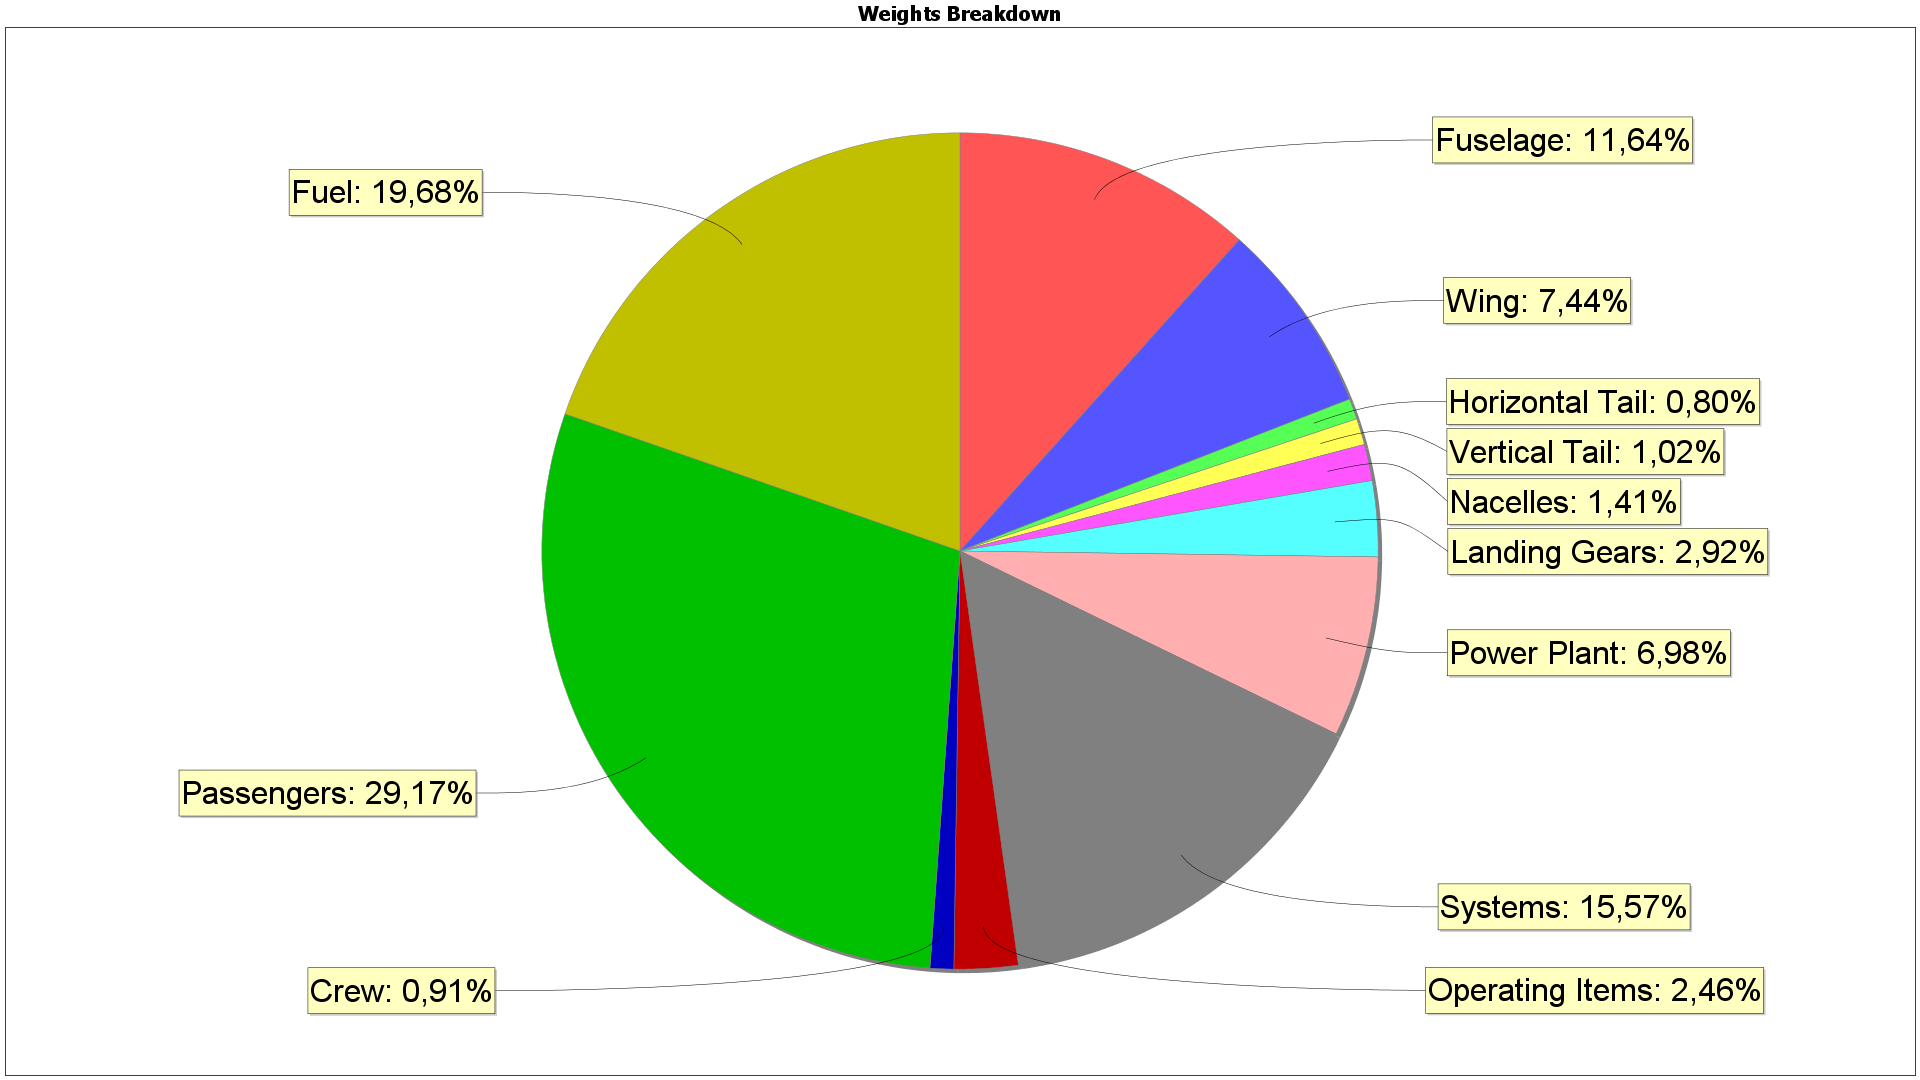 Weights Breakdown
Fuselage: 11,64%
Fuel: 19,68%
Wing: 7,44%
Horizontal Tail: 0,80%
Vertical Tail: 1,02%
Nacelles: 1,41%
Landing Gears: 2,92%
Power Plant: 6,98%
Passengers: 29,17%
Systems: 15,57%
Crew: 0,91%
Operating Items: 2,46%